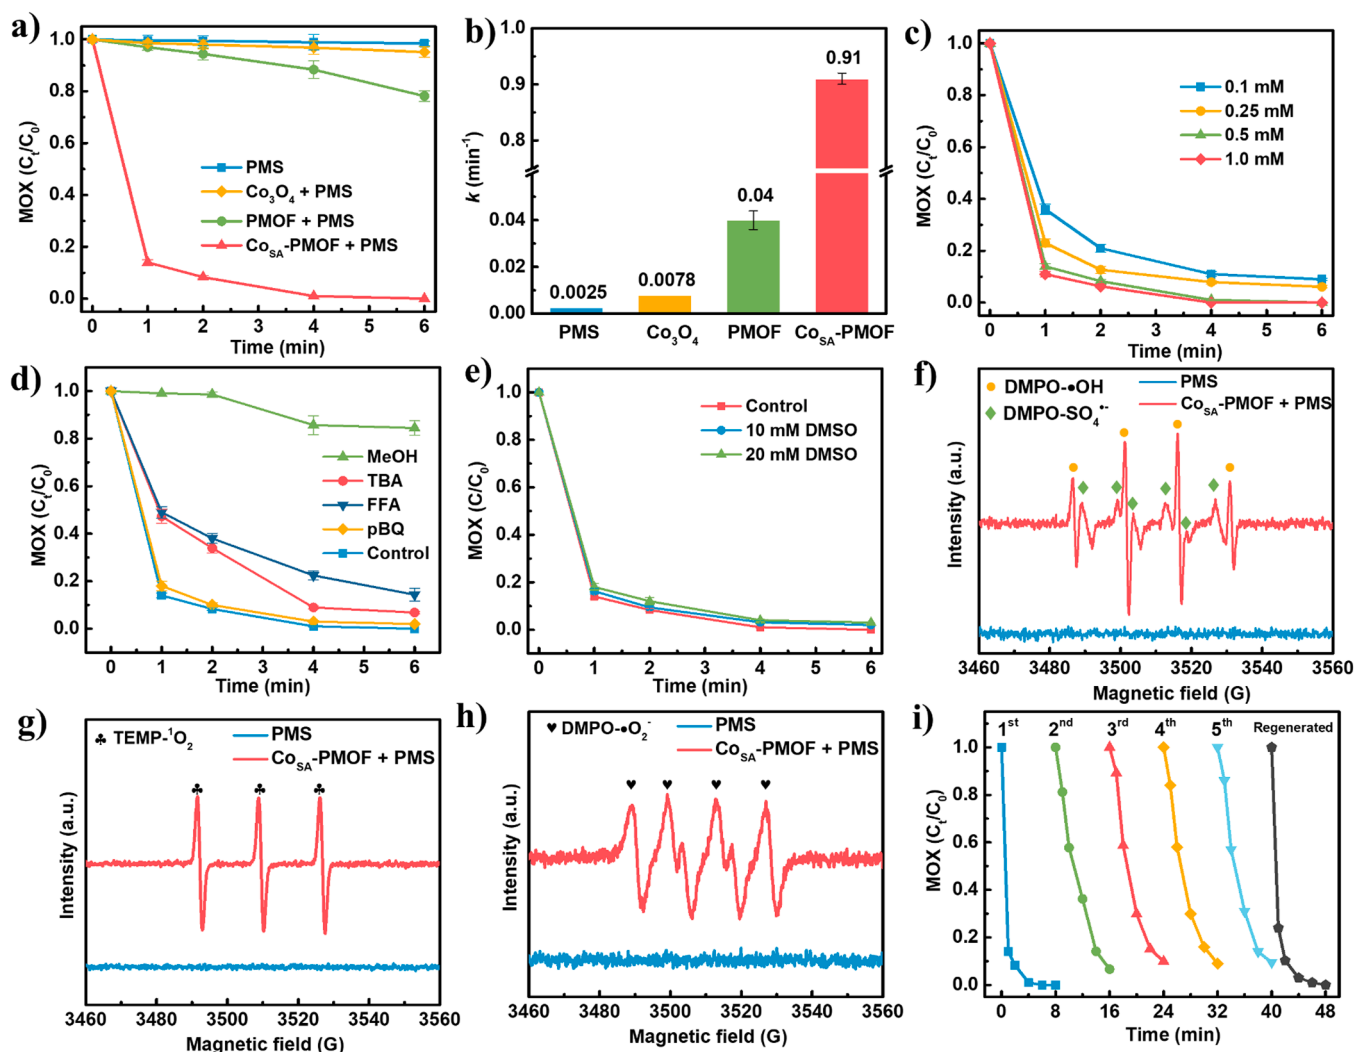 a)
MOX (Ct/C0)
1.0
0.8
0.6
0.4
0.2
0.0
PMS
Co3O4 + PMS
PMOF + PMS
CoSA-PMOF + PMS
0 1 2 3 4 5 6
Time (min)
b)
k (min-1)
1.0
0.9
0.8
0.04
0.02
0.00
0.0025
0.0078
0.04
0.91
PMS Co3O4 PMOF CoSA-PMOF
c)
MOX (Ct/C0)
1.0
0.8
0.6
0.4
0.2
0.0
0.1 mM
0.25 mM
0.5 mM
1.0 mM
0 1 2 3 4 5 6
Time (min)
d)
MOX (Ct/C0)
1.0
0.8
0.6
0.4
0.2
0.0
MeOH
TBA
FFA
pBQ
Control
0 1 2 3 4 5 6
Time (min)
e)
MOX (C/C0)
1.0
0.8
0.6
0.4
0.2
0.0
Control
10 mM DMSO
20 mM DMSO
0 1 2 3 4 5 6
Time (min)
f)
Intensity (a.u.)
DMPO-•OH
DMPO-SO4•-
PMS
CoSA-PMOF + PMS
3460 3480 3500 3520 3540 3560
Magnetic field (G)
g)
Intensity (a.u.)
♣ TEMP-1O2
PMS
CoSA-PMOF + PMS
3460 3480 3500 3520 3540 3560
Magnetic field (G)
h)
Intensity (a.u.)
♥ DMPO-•O2-
PMS
CoSA-PMOF + PMS
3460 3480 3500 3520 3540 3560
Magnetic field (G)
i)
MOX (Ct/C0)
1.0
0.8
0.6
0.4
0.2
0.0
1st 2nd 3rd 4th 5th Regenerated
0 8 16 24 32 40 48
Time (min)